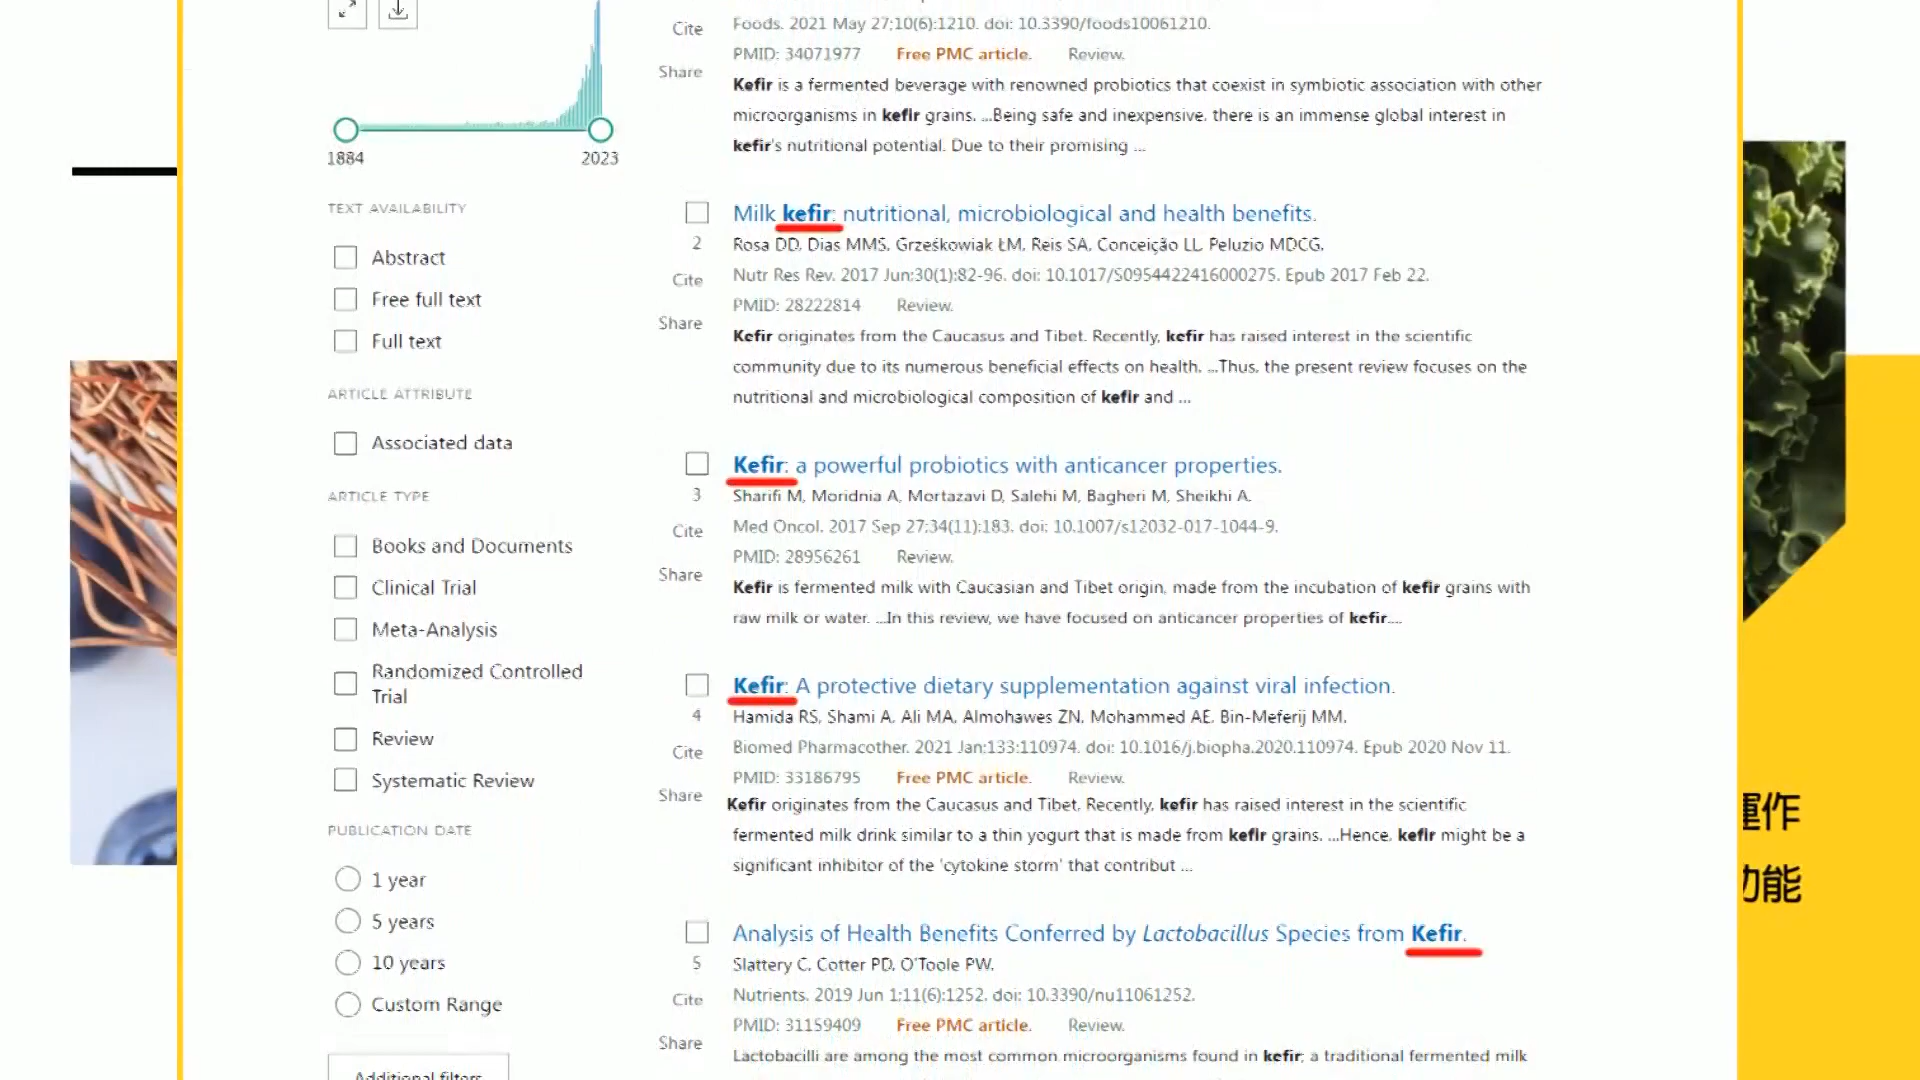 1884
2023
TEXT AVAILABILITY
Abstract
Free full text
Full text
ARTICLE ATTRIBUTE
Associated data
ARTICLE TYPE
Books and Documents
Clinical Trial
Meta-Analysis
Randomized Controlled
Trial
Review
Systematic Review
PUBLICATION DATE
1 year
5 years
10 years
Custom Range
Additional filters
Cite
Share
Foods. 2021 May 27;10(6):1210. doi: 10.3390/foods10061210.
PMID: 34071977 Free PMC article. Review.
Kefir is a fermented beverage with renowned probiotics that coexist in symbiotic association with other
microorganisms in kefir grains. ...Being safe and inexpensive, there is an immense global interest in
kefir's nutritional potential. Due to their promising ...
2
Cite
Share
Milk kefir: nutritional, microbiological and health benefits.
Rosa DD, Dias MMS, Grześkowiak ŁM, Reis SA, Conceição LL, Peluzio MDCG.
Nutr Res Rev. 2017 Jun;30(1):82-96. doi: 10.1017/S0954422416000275. Epub 2017 Feb 22.
PMID: 28222814 Review.
Kefir originates from the Caucasus and Tibet. Recently, kefir has raised interest in the scientific
community due to its numerous beneficial effects on health. ...Thus, the present review focuses on the
nutritional and microbiological composition of kefir and ...
3
Cite
Share
Kefir: a powerful probiotics with anticancer properties.
Sharifi M, Moridnia A, Mortazavi D, Salehi M, Bagheri M, Sheikhi A.
Med Oncol. 2017 Sep 27;34(11):183. doi: 10.1007/s12032-017-1044-9.
PMID: 28956261 Review.
Kefir is fermented milk with Caucasian and Tibet origin, made from the incubation of kefir grains with
raw milk or water. ...In this review, we have focused on anticancer properties of kefir....
4
Cite
Share
Kefir: A protective dietary supplementation against viral infection.
Hamida RS, Shami A, Ali MA, Almohawes ZN, Mohammed AE, Bin-Meferij MM.
Biomed Pharmacother. 2021 Jan;133:110974. doi: 10.1016/j.biopha.2020.110974. Epub 2020 Nov 11.
PMID: 33186795 Free PMC article. Review.
Kefir originates from the Caucasus and Tibet. Recently, kefir has raised interest in the scientific
fermented milk drink similar to a thin yogurt that is made from kefir grains. ...Hence, kefir might be a
significant inhibitor of the 'cytokine storm' that contribut ...
5
Cite
Share
Analysis of Health Benefits Conferred by Lactobacillus Species from Kefir.
Slattery C, Cotter PD, O'Toole PW.
Nutrients. 2019 Jun 1;11(6):1252. doi: 10.3390/nu11061252.
PMID: 31159409 Free PMC article. Review.
Lactobacilli are among the most common microorganisms found in kefir; a traditional fermented milk
運作
功能